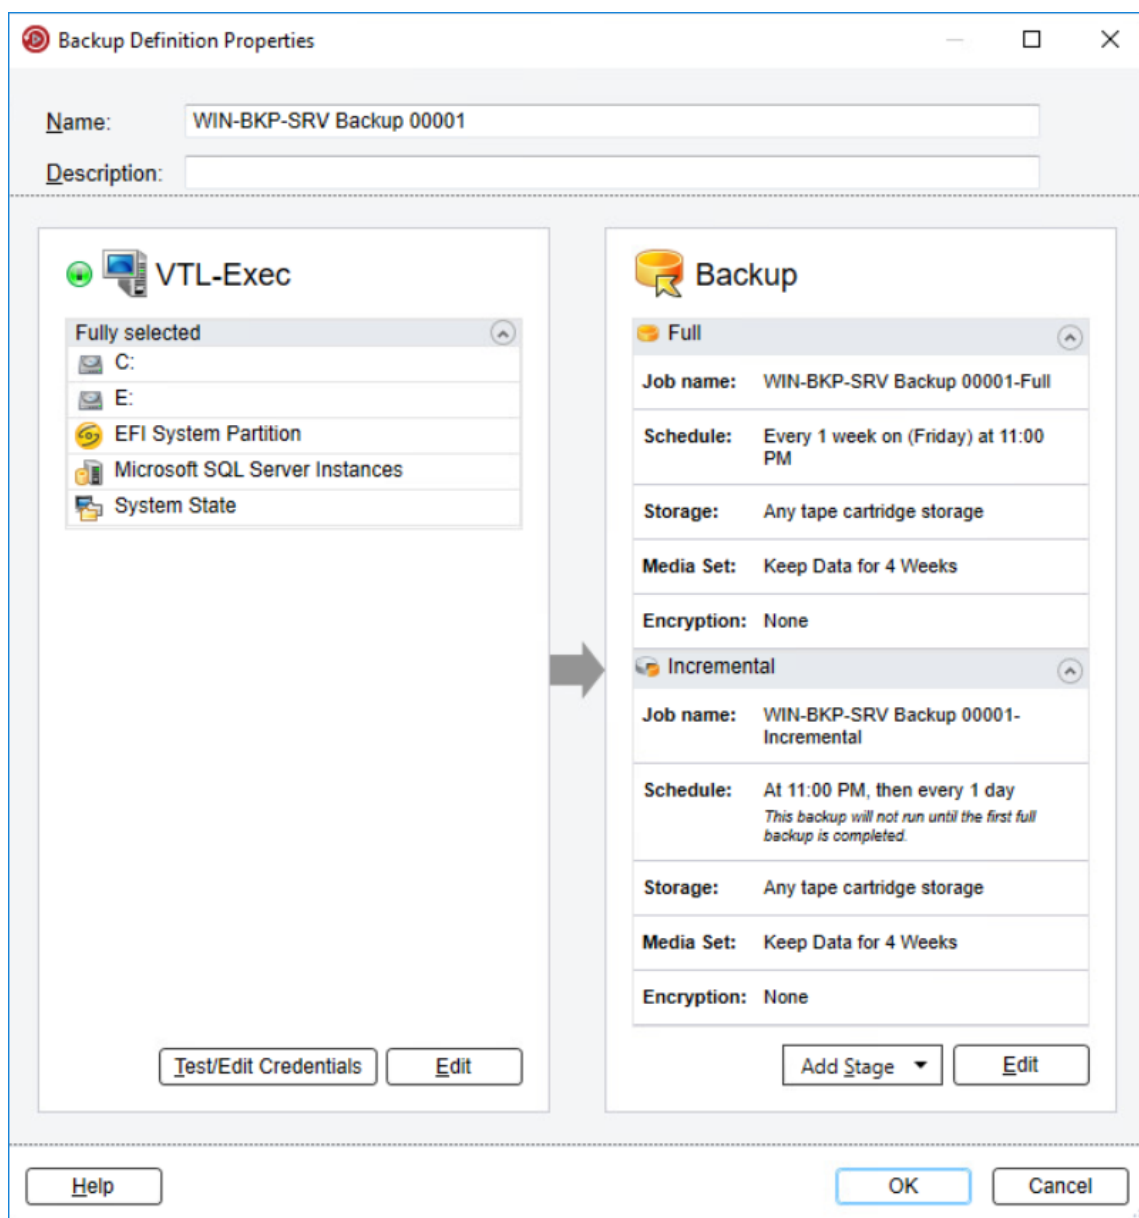 Backup Definition Properties
Name: WIN-BKP-SRV Backup 00001
Description:
VTL-Exec
Fully selected
C:
E:
EFI System Partition
Microsoft SQL Server Instances
System State
Test/Edit Credentials
Edit
Backup
Full
Job name: WIN-BKP-SRV Backup 00001-Full
Schedule: Every 1 week on (Friday) at 11:00
PM
Storage: Any tape cartridge storage
Media Set: Keep Data for 4 Weeks
Encryption: None
Incremental
Job name: WIN-BKP-SRV Backup 00001-
Incremental
Schedule: At 11:00 PM, then every 1 day
This backup will not run until the first full
backup is completed.
Storage: Any tape cartridge storage
Media Set: Keep Data for 4 Weeks
Encryption: None
Add Stage
Edit
Help
OK
Cancel